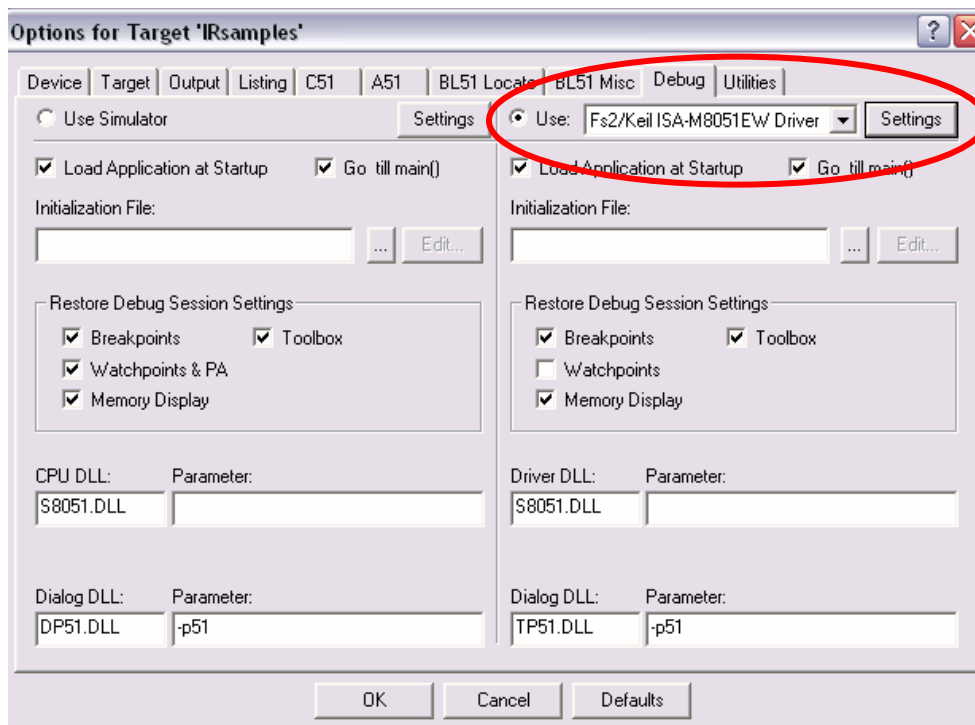 Options for Target 'IRsamples'
Device Target Output Listing C51 A51 BL51 Locate BL51 Misc Debug Utilities
Use Simulator Settings
Use: Fs2/Keil ISA-M8051EW Driver Settings
Load Application at Startup Go till main()
Load Application at Startup Go till main()
Initialization File:
Initialization File:
... Edit...
... Edit...
Restore Debug Session Settings
Breakpoints Toolbox
Watchpoints & PA
Memory Display
Restore Debug Session Settings
Breakpoints Toolbox
Watchpoints
Memory Display
CPU DLL: Parameter:
S8051.DLL
Driver DLL: Parameter:
S8051.DLL
Dialog DLL: Parameter:
DP51.DLL -p51
Dialog DLL: Parameter:
TP51.DLL -p51
OK Cancel Defaults